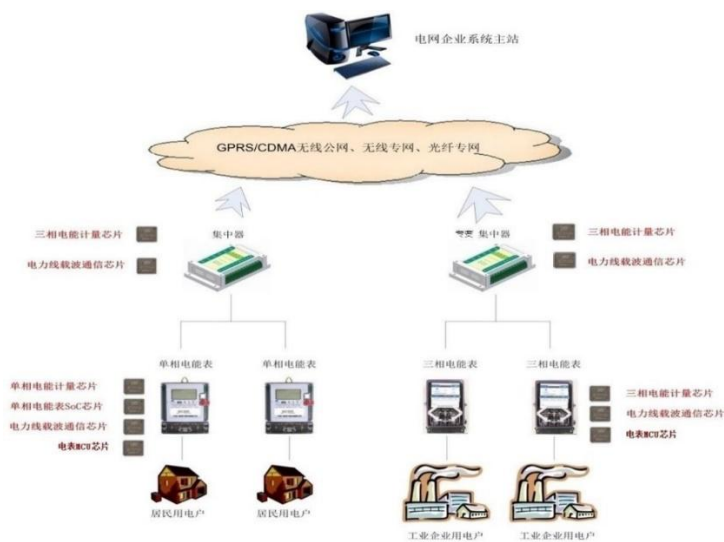 电网企业系统主站
GPRS/CDMA无线公网、无线专网、光纤专网
三相电能计量芯片
集中器
专变 集中器
三相电能计量芯片
电力线载波通信芯片
电力线载波通信芯片
单相电能表
单相电能表
三相电能表
三相电能表
单相电能计量芯片
三相电能计量芯片
单相电能表SoC芯片
电力线载波通信芯片
电力线载波通信芯片
电表MCU芯片
电表MCU芯片
居民用电户
居民用电户
工业企业用电户
工业企业用电户